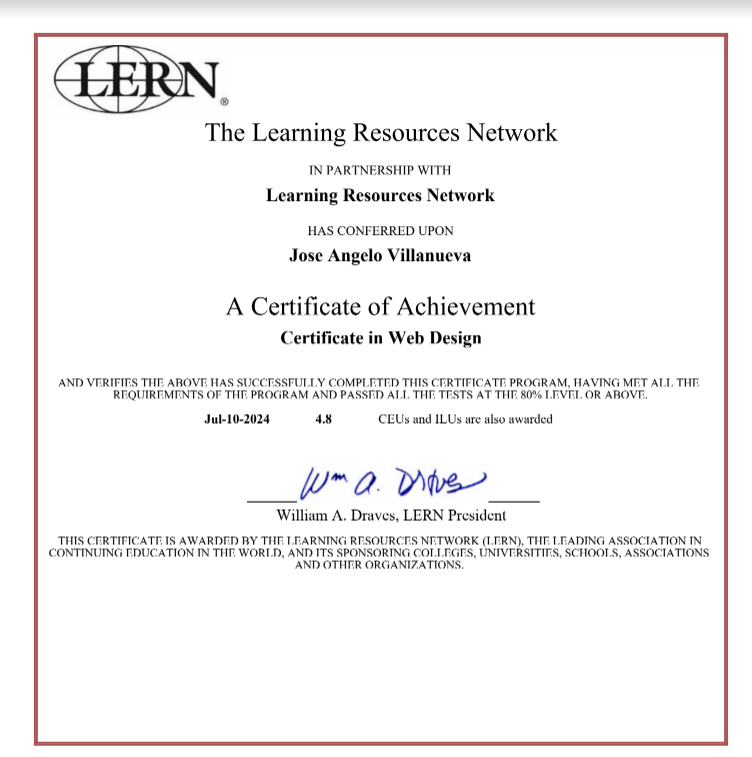 LERN®
The Learning Resources Network
IN PARTNERSHIP WITH
Learning Resources Network
HAS CONFERRED UPON
Jose Angelo Villanueva
A Certificate of Achievement
Certificate in Web Design
AND VERIFIES THE ABOVE HAS SUCCESSFULLY COMPLETED THIS CERTIFICATE PROGRAM, HAVING MET ALL THE
REQUIREMENTS OF THE PROGRAM AND PASSED ALL THE TESTS AT THE 80% LEVEL OR ABOVE.
Jul-10-2024 4.8 CEUs and ILUs are also awarded
Wm A. Draves
William A. Draves, LERN President
THIS CERTIFICATE IS AWARDED BY THE LEARNING RESOURCES NETWORK (LERN), THE LEADING ASSOCIATION IN
CONTINUING EDUCATION IN THE WORLD, AND ITS SPONSORING COLLEGES, UNIVERSITIES, SCHOOLS, ASSOCIATIONS
AND OTHER ORGANIZATIONS.